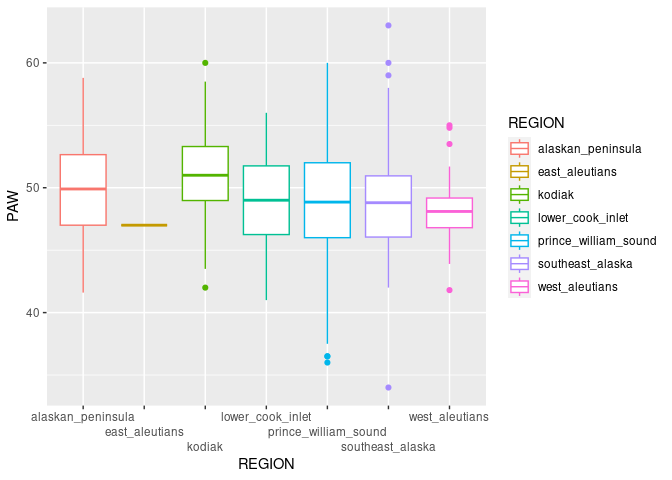 60
50
40
PAW
alaskan_peninsula
lower_cook_inlet
west_aleutians
east_aleutians
prince_william_sound
kodiak
southeast_alaska
REGION
REGION
alaskan_peninsula
east_aleutians
kodiak
lower_cook_inlet
prince_william_sound
southeast_alaska
west_aleutians